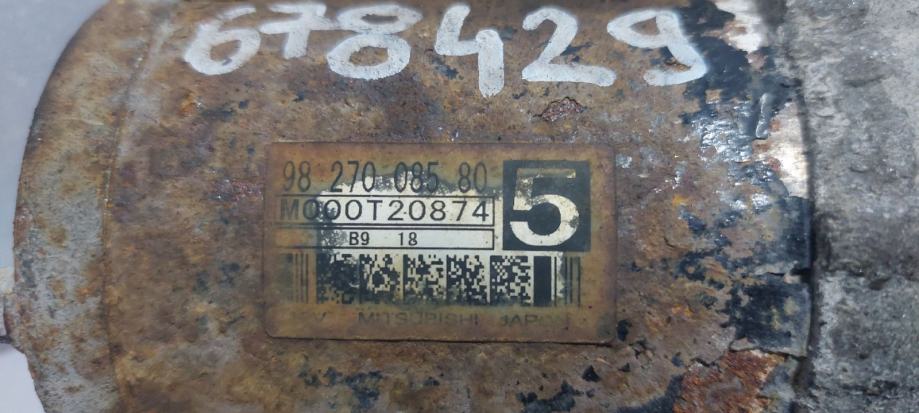 678429
98 270 085 80
5
M000T20874
B9 18
V MITSUBISHI JAPAN